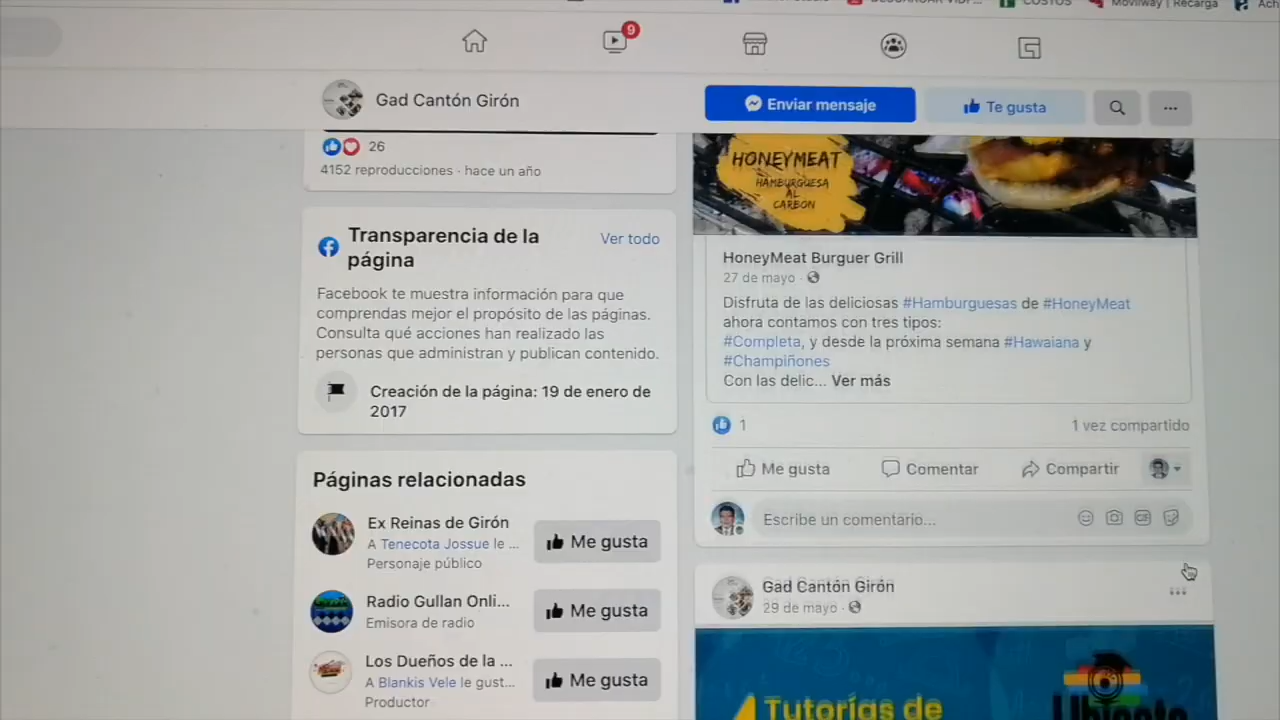 COSTOS
Movilway | Recarga
9
Gad Cantón Girón
Enviar mensaje
Te gusta
26
4152 reproducciones · hace un año
Transparencia de la
página
Ver todo
Facebook te muestra información para que
comprendas mejor el propósito de las páginas.
Consulta qué acciones han realizado las
personas que administran y publican contenido.
Creación de la página: 19 de enero de
2017
Páginas relacionadas
Ex Reinas de Girón
A Tenecota Jossue le ...
Personaje público
Me gusta
Radio Gullan Onli...
Emisora de radio
Me gusta
Los Dueños de la ...
A Blankis Vele le gust...
Productor
Me gusta
HONEYMEAT
HAMBURGUESA
AL
CARBON
HoneyMeat Burguer Grill
27 de mayo ·
Disfruta de las deliciosas #Hamburguesas de #HoneyMeat
ahora contamos con tres tipos:
#Completa, y desde la próxima semana #Hawaiana y
#Champiñones
Con las delic... Ver más
1
1 vez compartido
Me gusta
Comentar
Compartir
Escribe un comentario...
GIF
Gad Cantón Girón
29 de mayo ·
4 Tutorías de